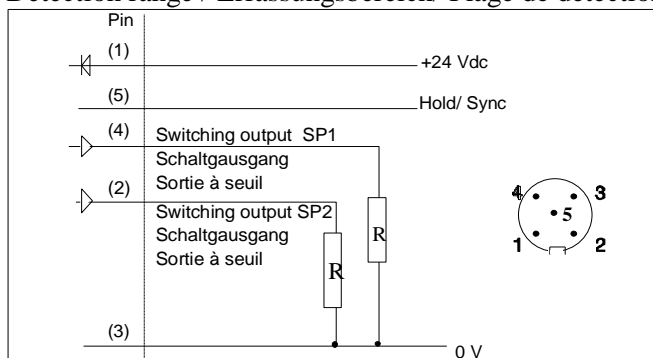 Detection range / Erfassungsbereich/ Plage de détection
Pin
(1) +24 Vdc
(5) Hold/ Sync
(4) Switching output SP1
Schaltgausgang
Sortie à seuil
(2)
Switching output SP2
Schaltgausgang
Sortie à seuil
R
R
(3) 0 V
4 3
5
1 2